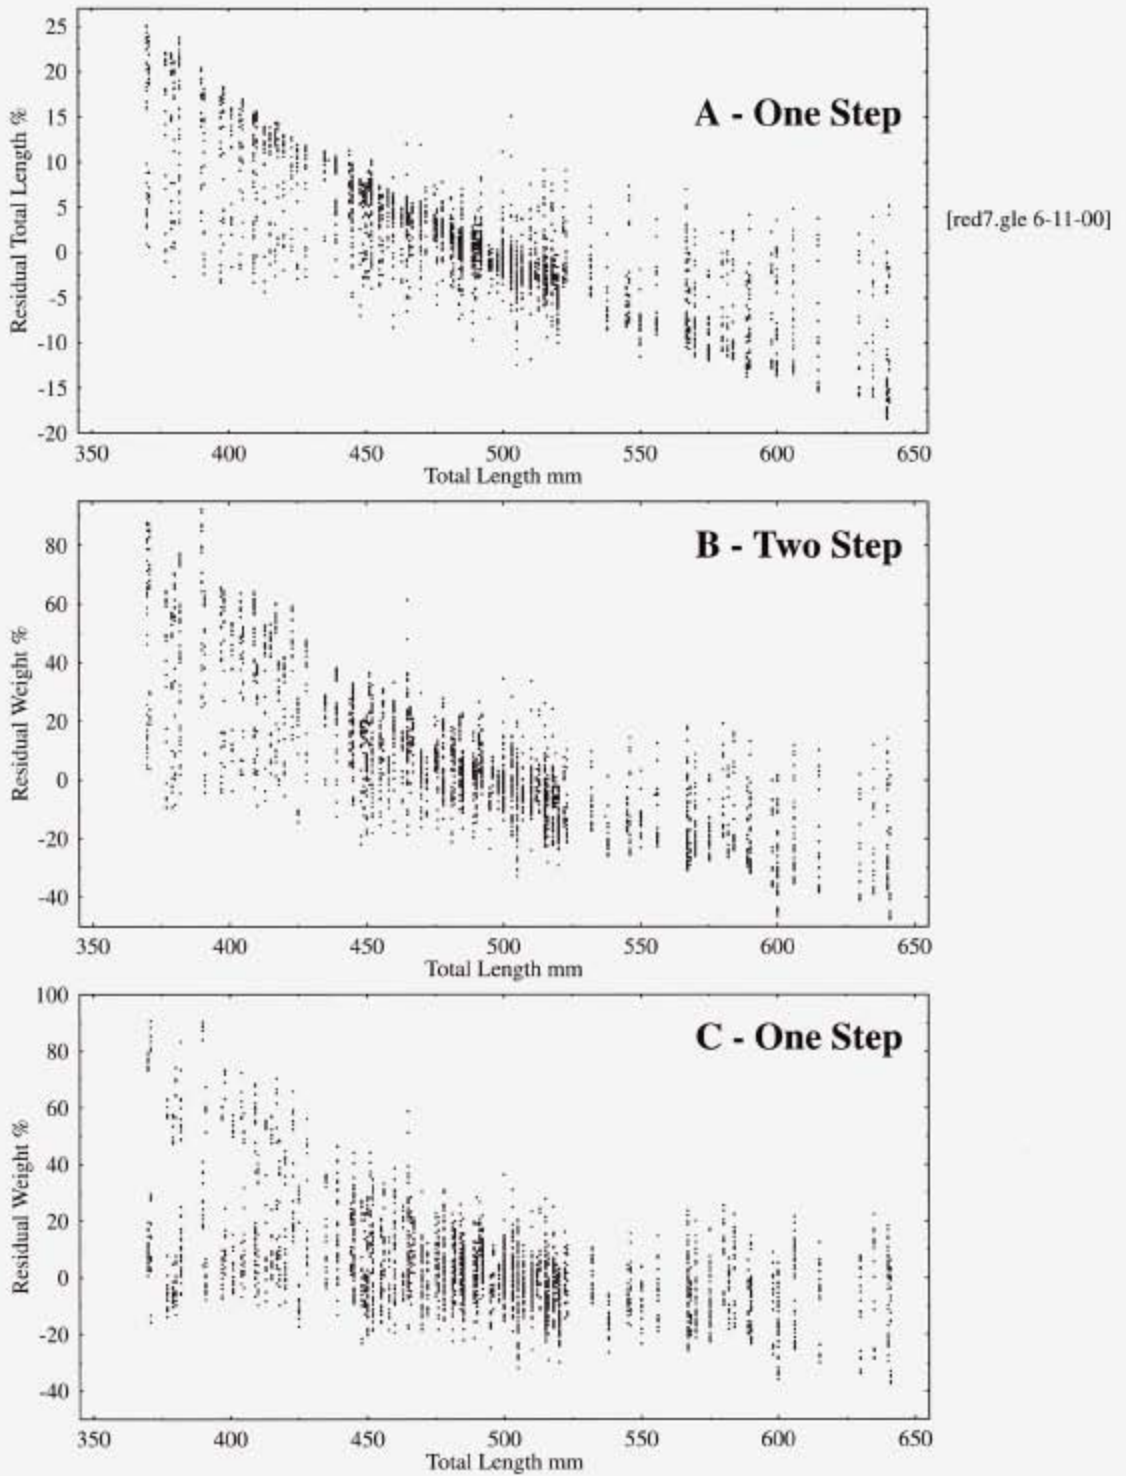 25
20
15
10
5
0
-5
-10
-15
-20
Residual Total Length %
A - One Step
[red7.gle 6-11-00]
350 400 450 500 550 600 650
Total Length mm
80
60
40
20
0
-20
-40
Residual Weight %
B - Two Step
350 400 450 500 550 600 650
Total Length mm
100
80
60
40
20
0
-20
-40
Residual Weight %
C - One Step
350 400 450 500 550 600 650
Total Length mm